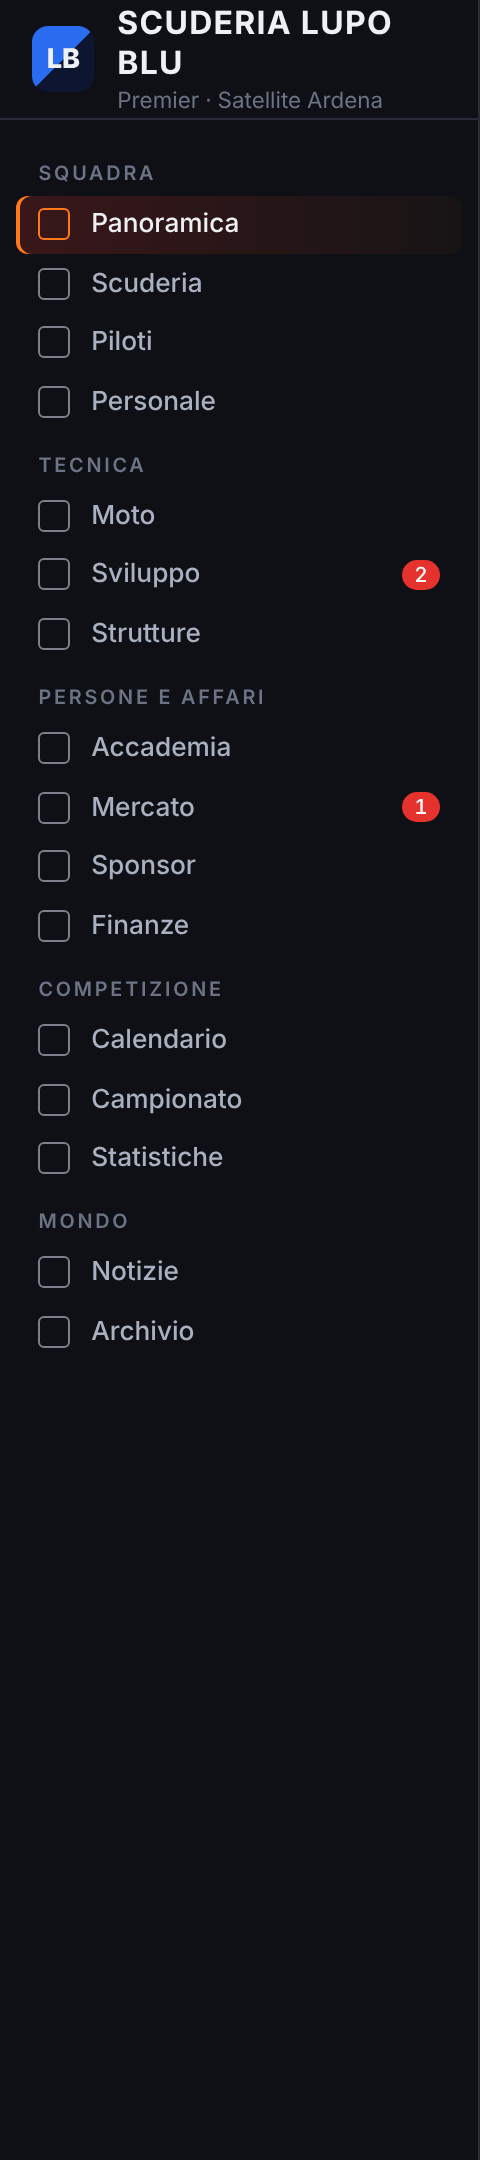 LB
SCUDERIA LUPO
BLU
Premier · Satellite Ardena
SQUADRA
Panoramica
Scuderia
Piloti
Personale
TECNICA
Moto
Sviluppo 2
Strutture
PERSONE E AFFARI
Accademia
Mercato 1
Sponsor
Finanze
COMPETIZIONE
Calendario
Campionato
Statistiche
MONDO
Notizie
Archivio